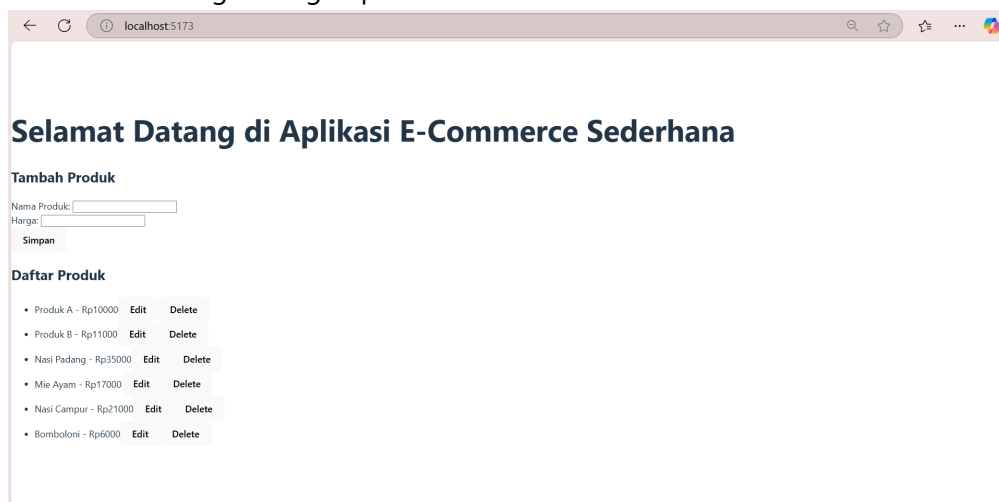 localhost:5173
Selamat Datang di Aplikasi E-Commerce Sederhana
Tambah Produk
Nama Produk:
Harga:
Simpan
Daftar Produk
• Produk A - Rp10000 Edit Delete
• Produk B - Rp11000 Edit Delete
• Nasi Padang - Rp35000 Edit Delete
• Mie Ayam - Rp17000 Edit Delete
• Nasi Campur - Rp21000 Edit Delete
• Bomboloni - Rp6000 Edit Delete